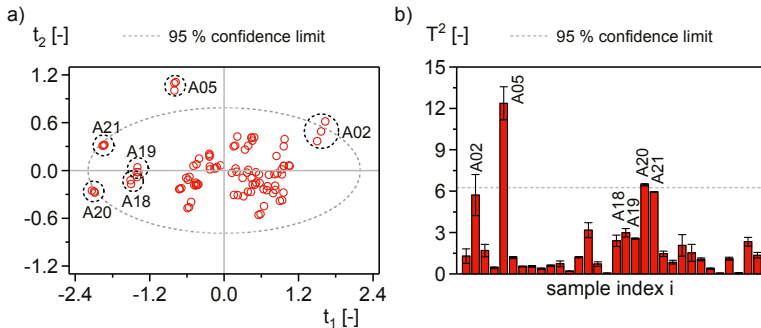 a)
t2 [-]
95 % confidence limit
1.2
0.6
0.0
-0.6
-1.2
-2.4
-1.2
0.0
1.2
2.4
t1 [-]
A05
A02
A21
A19
A20
A18
b)
T2 [-]
95 % confidence limit
15
12
9
6
3
0
A02
A05
A18
A19
A20
A21
sample index i